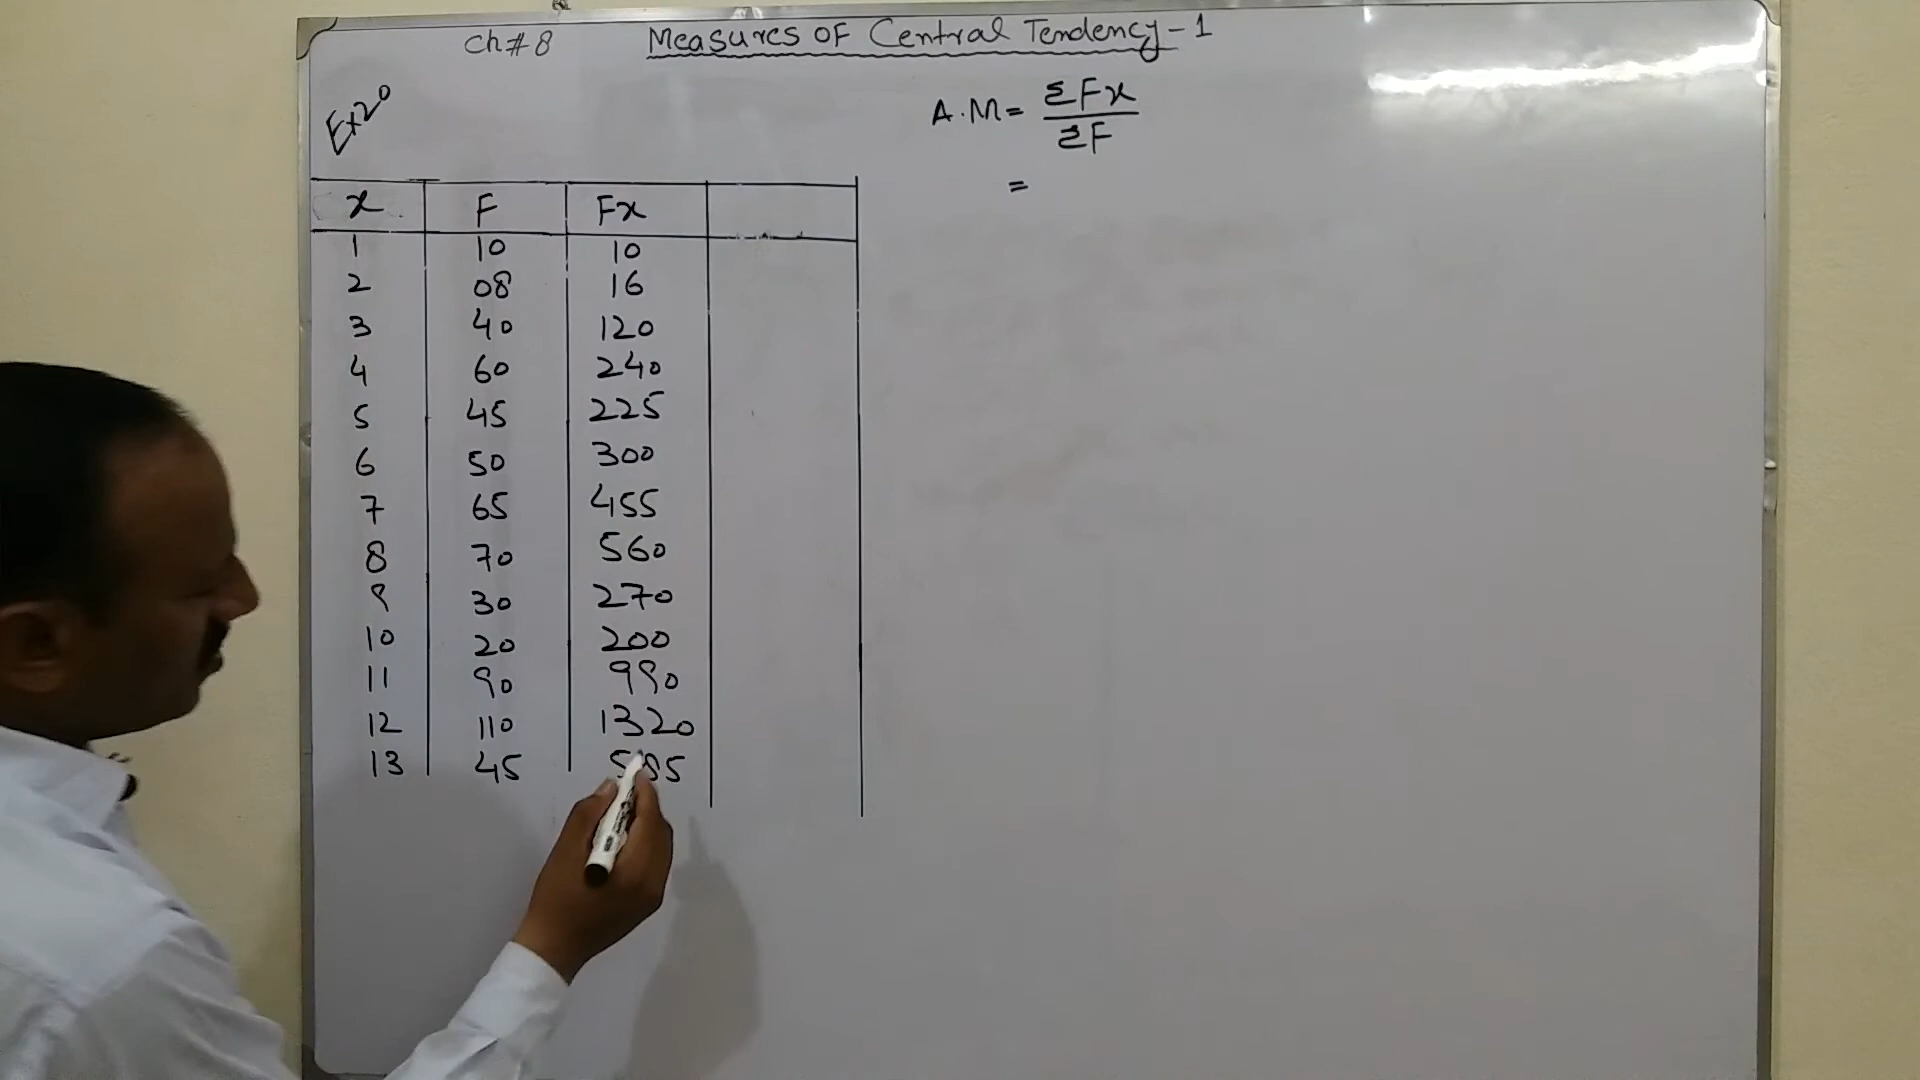 Ch# 8 Measures OF Central Tendency-1
Ex20
A.M = ΣFx / ΣF
=
x F Fx
1 10 10
2 08 16
3 40 120
4 60 240
5 45 225
6 50 300
7 65 455
8 70 560
9 30 270
10 20 200
11 90 990
12 110 1320
13 45 585